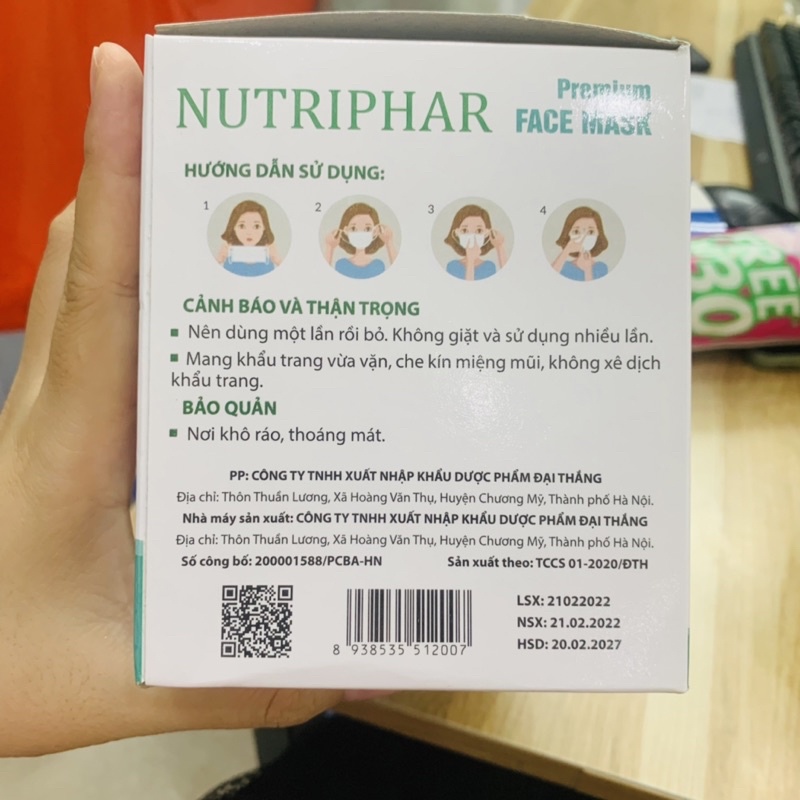 NUTRIPHAR
Premium
FACE MASK
HƯỚNG DẪN SỬ DỤNG:
1 2 3 4
CẢNH BÁO VÀ THẬN TRỌNG
▪ Nên dùng một lần rồi bỏ. Không giặt và sử dụng nhiều lần.
▪ Mang khẩu trang vừa vặn, che kín miệng mũi, không xê dịch
khẩu trang.
BẢO QUẢN
▪ Nơi khô ráo, thoáng mát.
PP: CÔNG TY TNHH XUẤT NHẬP KHẨU DƯỢC PHẨM ĐẠI THẮNG
Địa chỉ: Thôn Thuần Lương, Xã Hoàng Văn Thụ, Huyện Chương Mỹ, Thành phố Hà Nội.
Nhà máy sản xuất: CÔNG TY TNHH XUẤT NHẬP KHẨU DƯỢC PHẨM ĐẠI THẮNG
Địa chỉ: Thôn Thuần Lương, Xã Hoàng Văn Thụ, Huyện Chương Mỹ, Thành phố Hà Nội.
Số công bố: 200001588/PCBA-HN
Sản xuất theo: TCCS 01-2020/ĐTH
LSX: 21022022
NSX: 21.02.2022
HSD: 20.02.2027
8 938535 512007